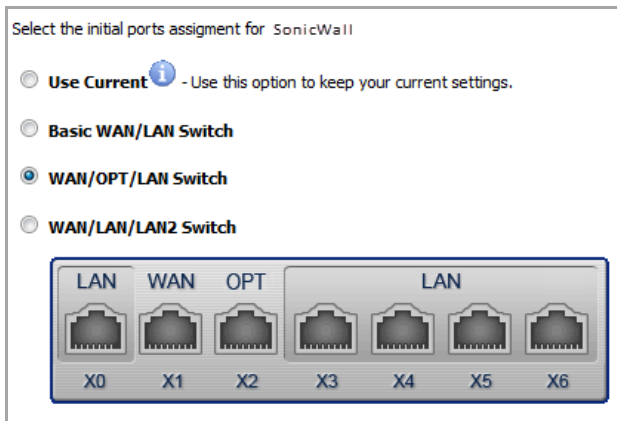 Select the initial ports assigment for SonicWall
Use Current i - Use this option to keep your current settings.
Basic WAN/LAN Switch
WAN/OPT/LAN Switch
WAN/LAN/LAN2 Switch
LAN WAN OPT LAN
X0 X1 X2 X3 X4 X5 X6